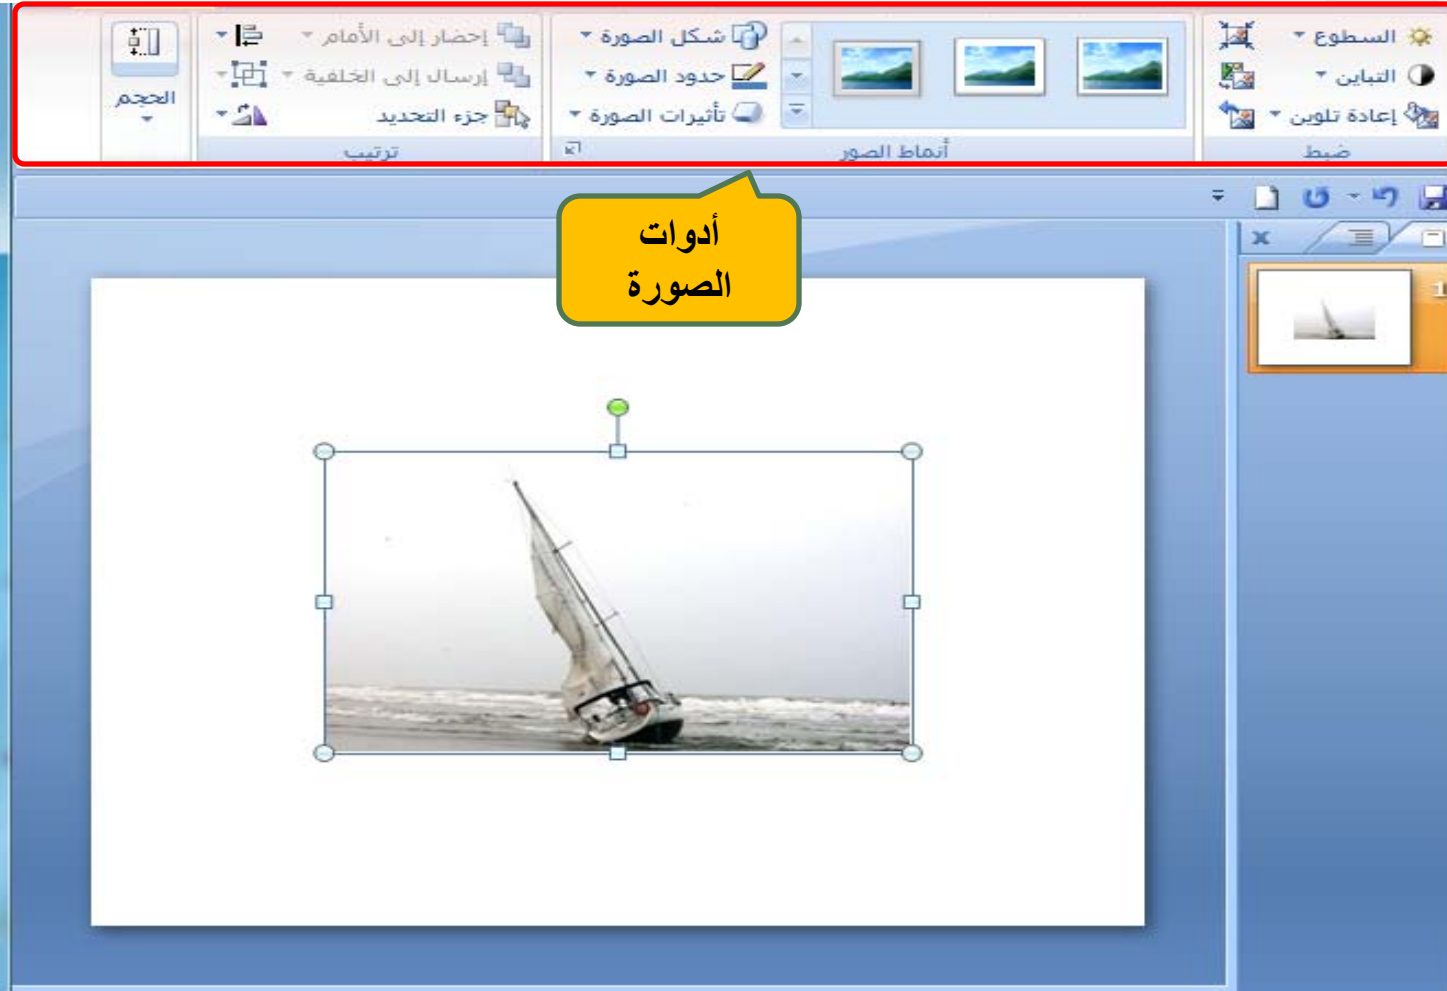 السطوع
التباين
إعادة تلوين
ضبط
شكل الصورة
حدود الصورة
تأثيرات الصورة
أنماط الصور
إحضار إلى الأمام
إرسال إلى الخلفية
جزء التحديد
ترتيب
الحجم
أدوات
الصورة
1